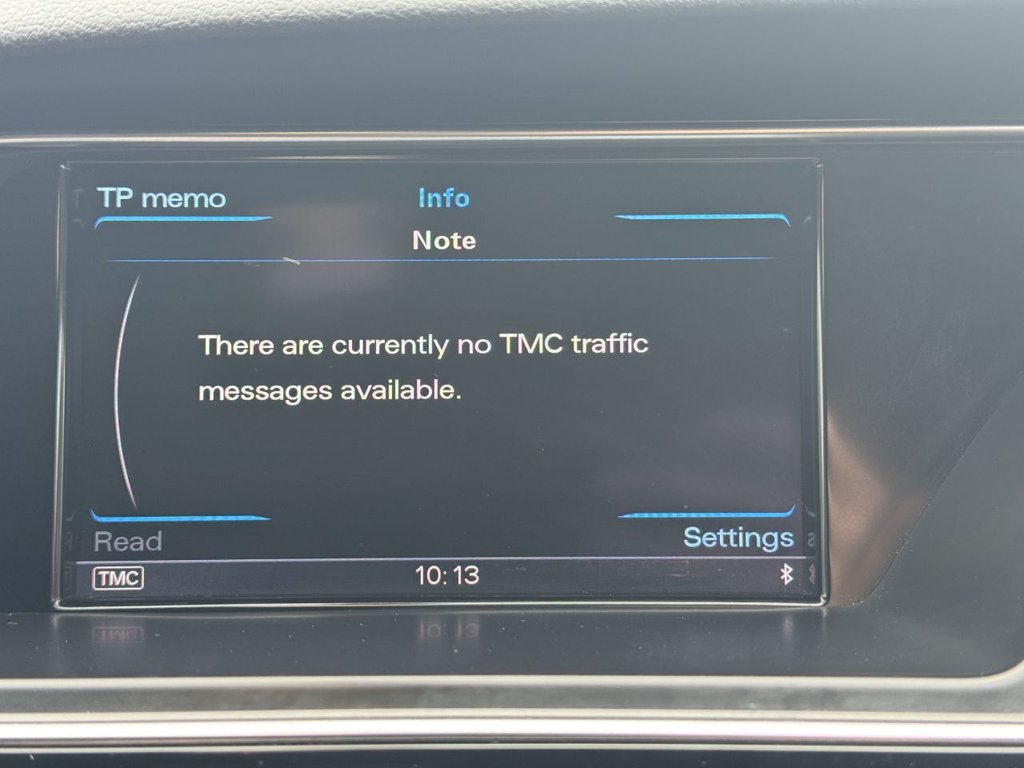 TP memo Info
Note
There are currently no TMC traffic
messages available.
Read Settings
TMC 10:13